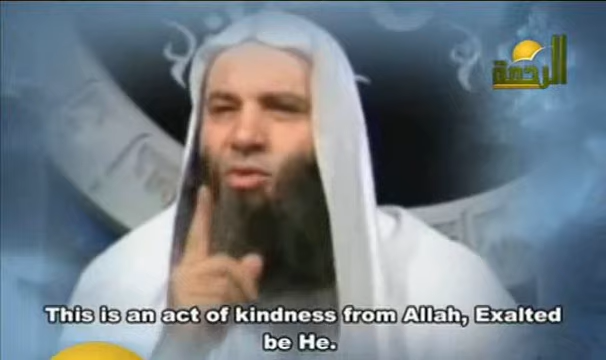 الرحمة
This is an act of kindness from Allah, Exalted
be He.